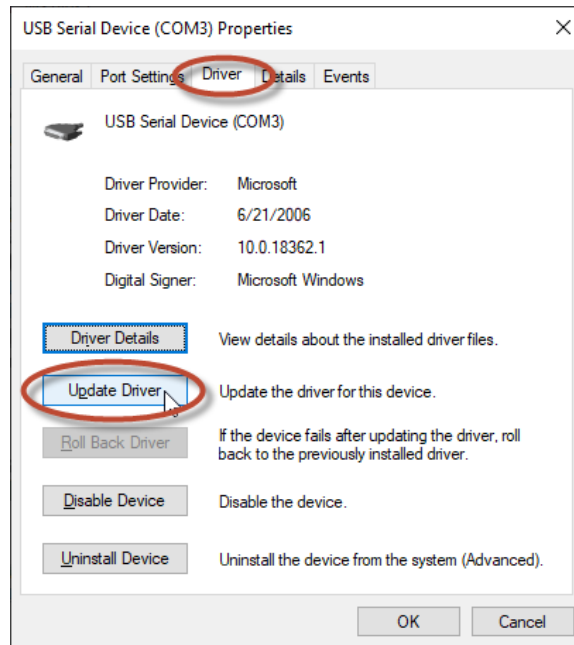 USB Serial Device (COM3) Properties
General Port Settings Driver Details Events
USB Serial Device (COM3)
Driver Provider: Microsoft
Driver Date: 6/21/2006
Driver Version: 10.0.18362.1
Digital Signer: Microsoft Windows
Driver Details View details about the installed driver files.
Update Driver Update the driver for this device.
Roll Back Driver If the device fails after updating the driver, roll
back to the previously installed driver.
Disable Device Disable the device.
Uninstall Device Uninstall the device from the system (Advanced).
OK Cancel